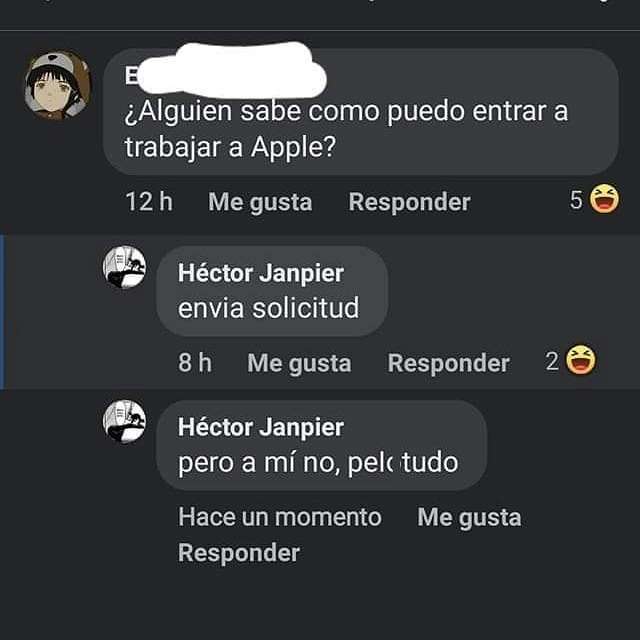 E
¿Alguien sabe como puedo entrar a
trabajar a Apple?
12 h Me gusta Responder 5
Héctor Janpier
envia solicitud
8 h Me gusta Responder 2
Héctor Janpier
pero a mí no, pelotudo
Hace un momento Me gusta
Responder